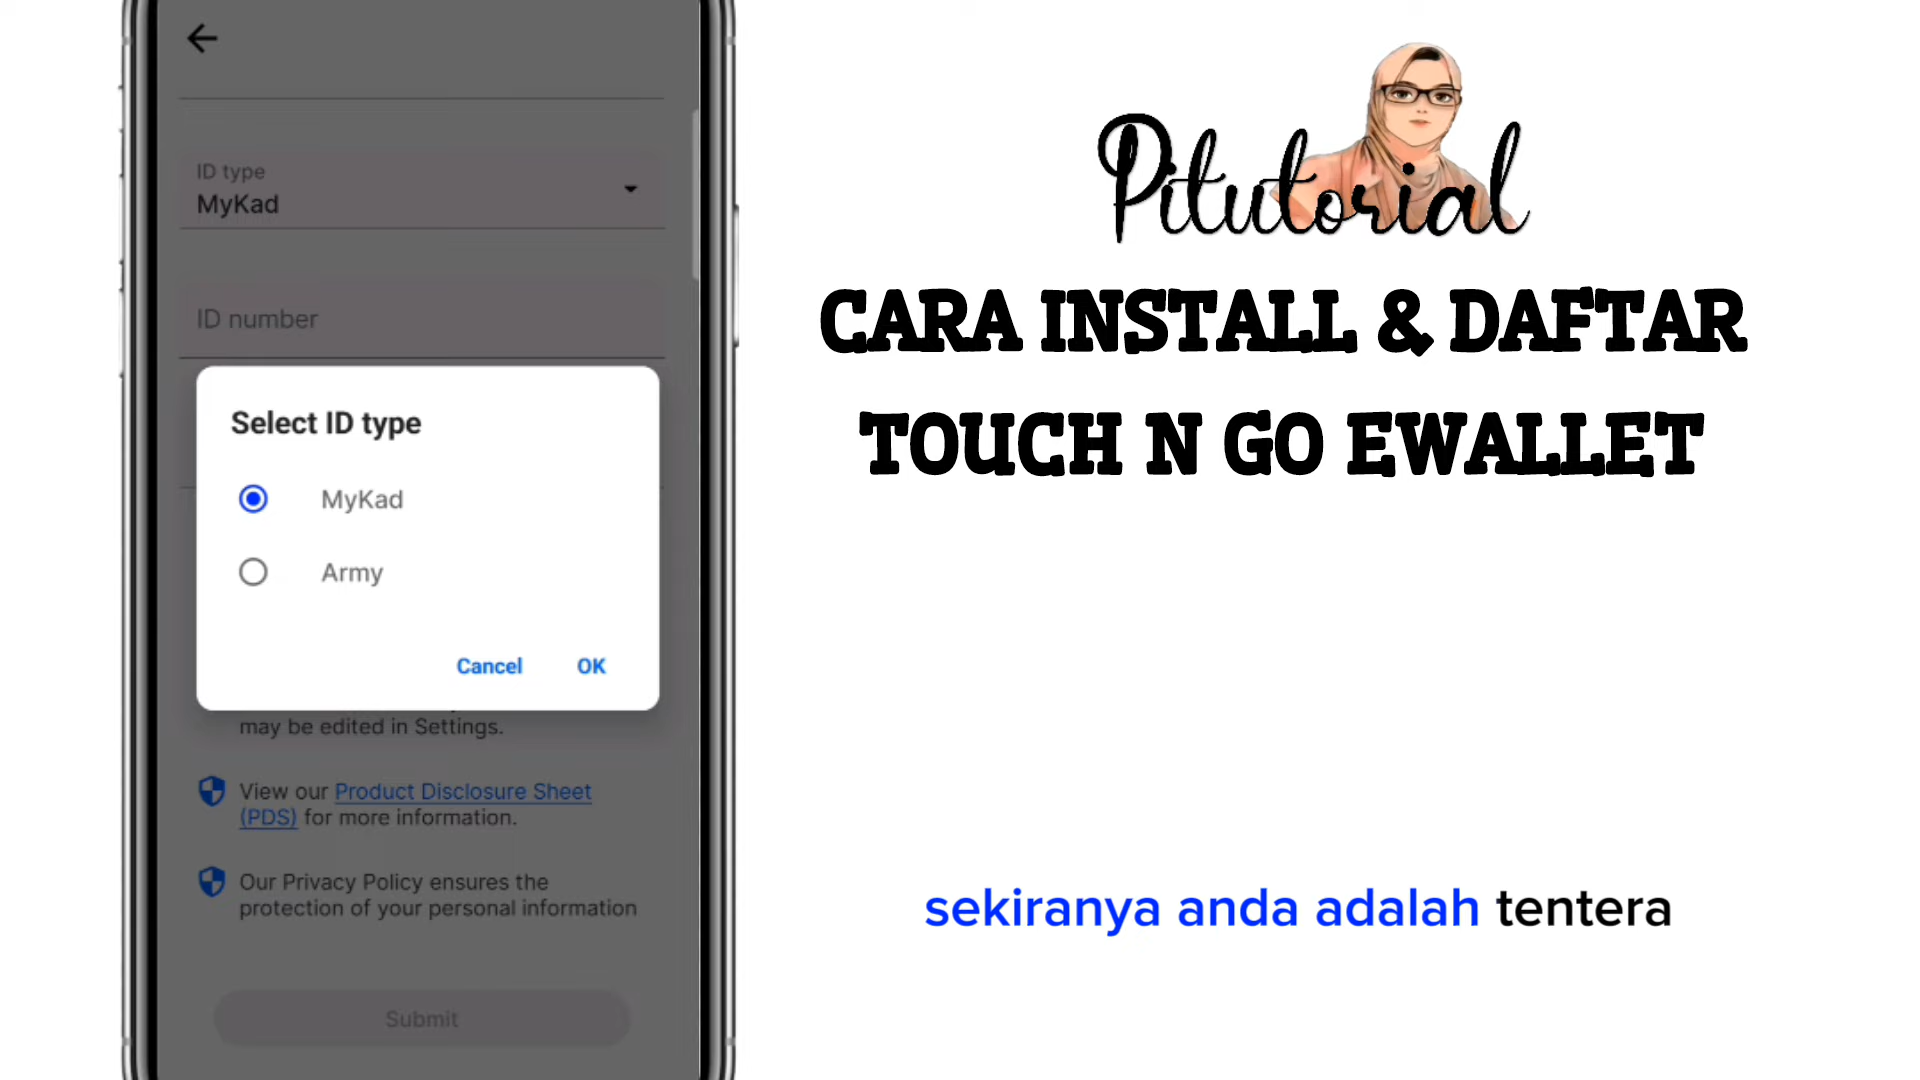 ID type
MyKad
ID number
Select ID type
MyKad
Army
Cancel OK
may be edited in Settings.
View our Product Disclosure Sheet
(PDS) for more information.
Our Privacy Policy ensures the
protection of your personal information
Submit
Pitutorial
CARA INSTALL & DAFTAR
TOUCH N GO EWALLET
sekiranya anda adalah tentera